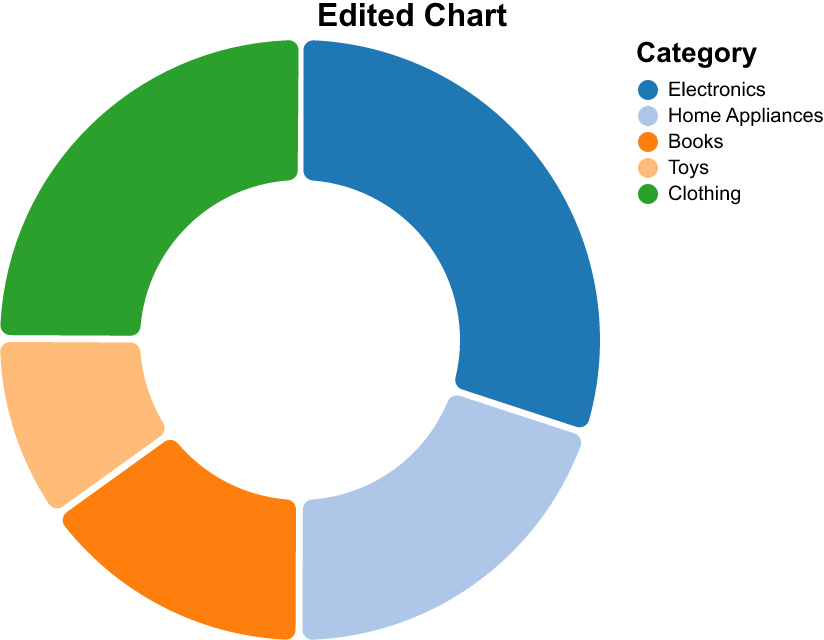 Edited Chart
Category
Electronics
Home Appliances
Books
Toys
Clothing